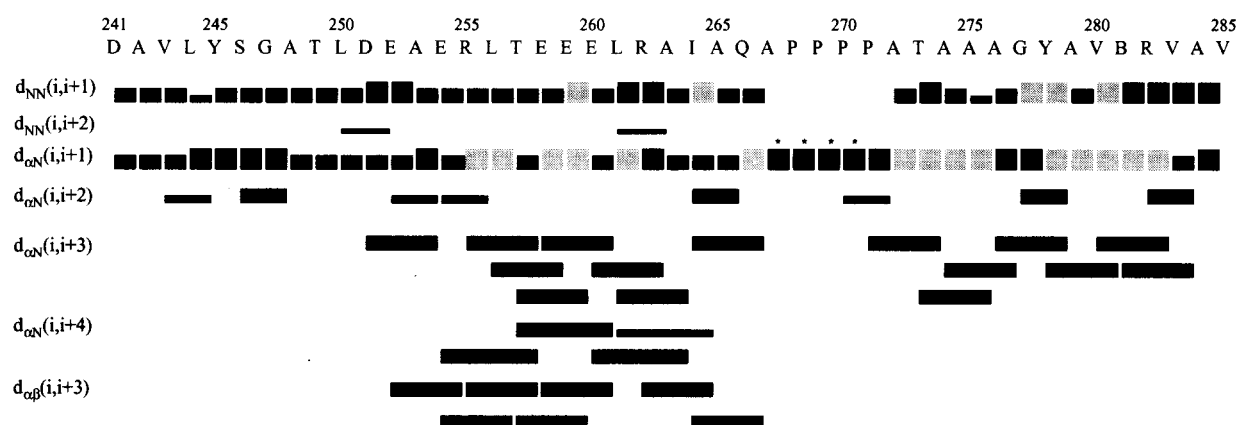 241 245 250 255 260 265 270 275 280 285
D A V L Y S G A T L D E A E R L T E E E L R A I A Q A P P P P A T A A A G Y A V B R V A V
dNN(i,i+1)
dNN(i,i+2)
* * * *
dαN(i,i+1)
dαN(i,i+2)
dαN(i,i+3)
dαN(i,i+4)
dαβ(i,i+3)